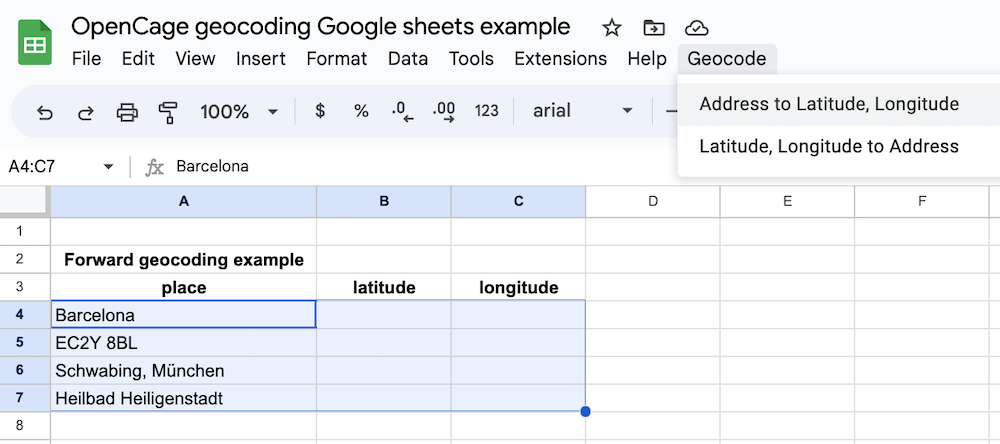 OpenCage geocoding Google sheets example
File Edit View Insert Format Data Tools Extensions Help Geocode
100% $ % .0 .00 123 arial
Address to Latitude, Longitude
Latitude, Longitude to Address
A4:C7 fx Barcelona
A B C D E F
1
2 Forward geocoding example
3 place latitude longitude
4 Barcelona
5 EC2Y 8BL
6 Schwabing, München
7 Heilbad Heiligenstadt
8